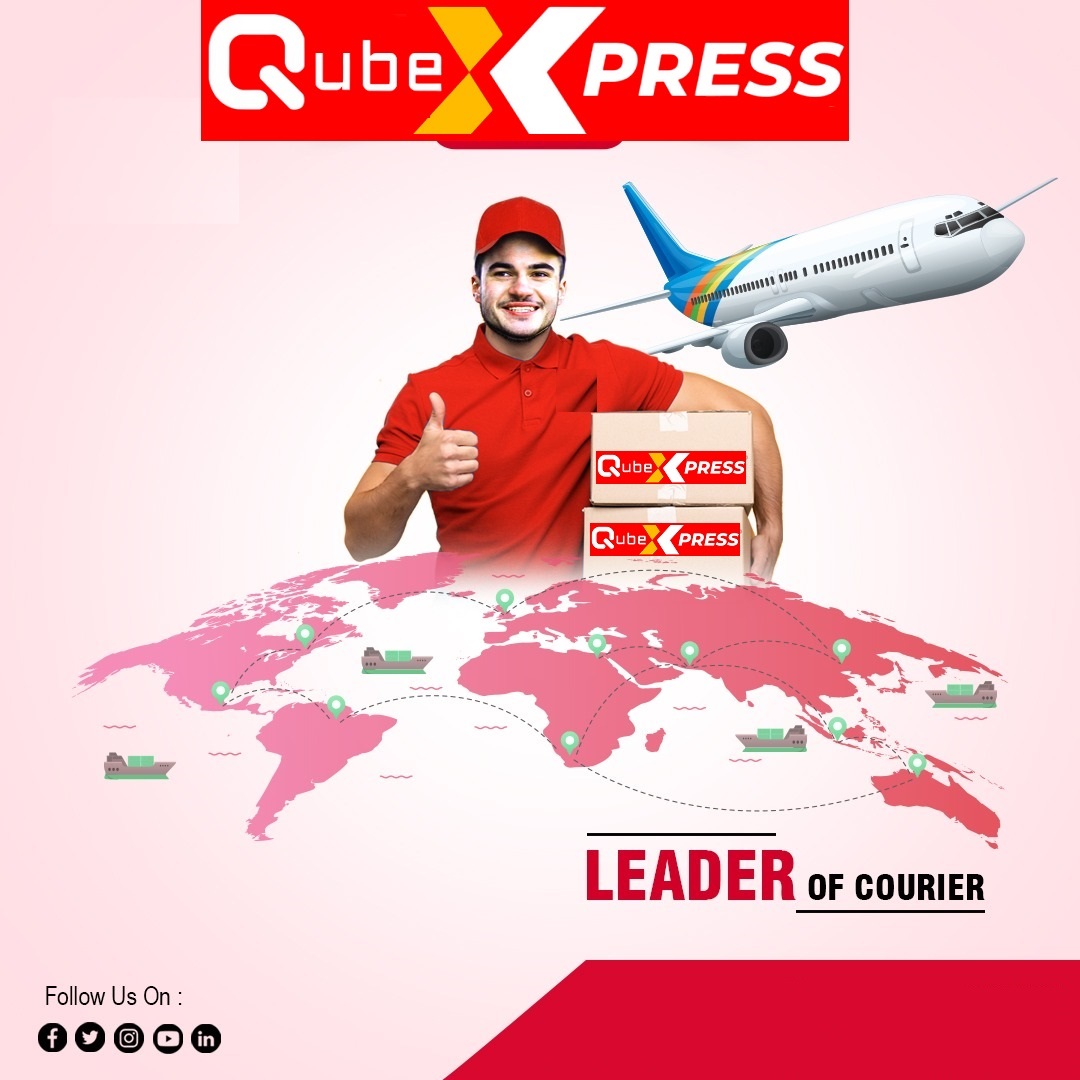 QubeXPRESS
QubeXPRESS
QubeXPRESS
LEADER OF COURIER
Follow Us On :